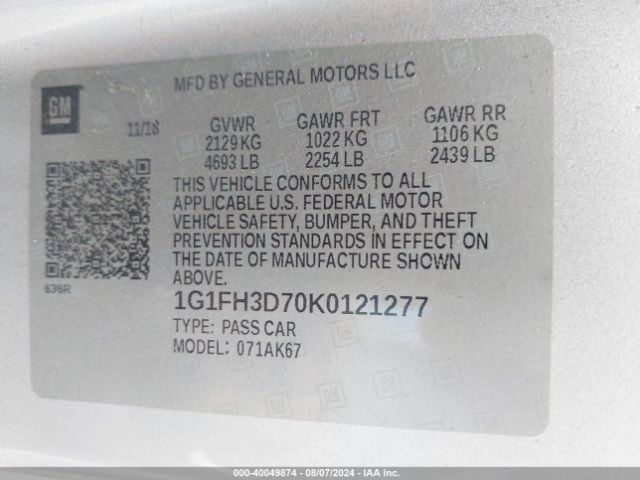 GM
MFD BY GENERAL MOTORS LLC
11/18 GVWR GAWR FRT GAWR RR
2129 KG 1022 KG 1106 KG
4693 LB 2254 LB 2439 LB
THIS VEHICLE CONFORMS TO ALL
APPLICABLE U.S. FEDERAL MOTOR
VEHICLE SAFETY, BUMPER, AND THEFT
PREVENTION STANDARDS IN EFFECT ON
THE DATE OF MANUFACTURE SHOWN
ABOVE.
636R
1G1FH3D70K0121277
TYPE: PASS CAR
MODEL: 071AK67
000-40049874 - 08/07/2024 - IAA Inc.